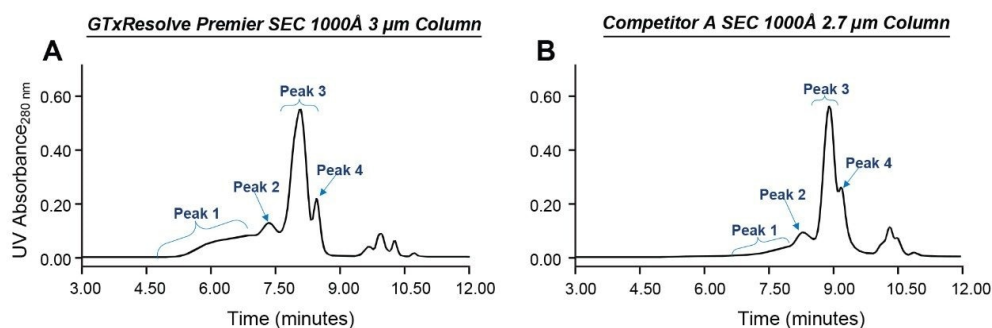 GTxResolve Premier SEC 1000Å 3 µm Column
Competitor A SEC 1000Å 2.7 µm Column
A
B
UV Absorbance280 nm
0.60
0.40
0.20
0.00
Peak 1
Peak 2
Peak 3
Peak 4
3.00 4.50 6.00 7.50 9.00 10.50 12.00
Time (minutes)
0.60
0.40
0.20
0.00
Peak 1
Peak 2
Peak 3
Peak 4
3.00 4.50 6.00 7.50 9.00 10.50 12.00
Time (minutes)